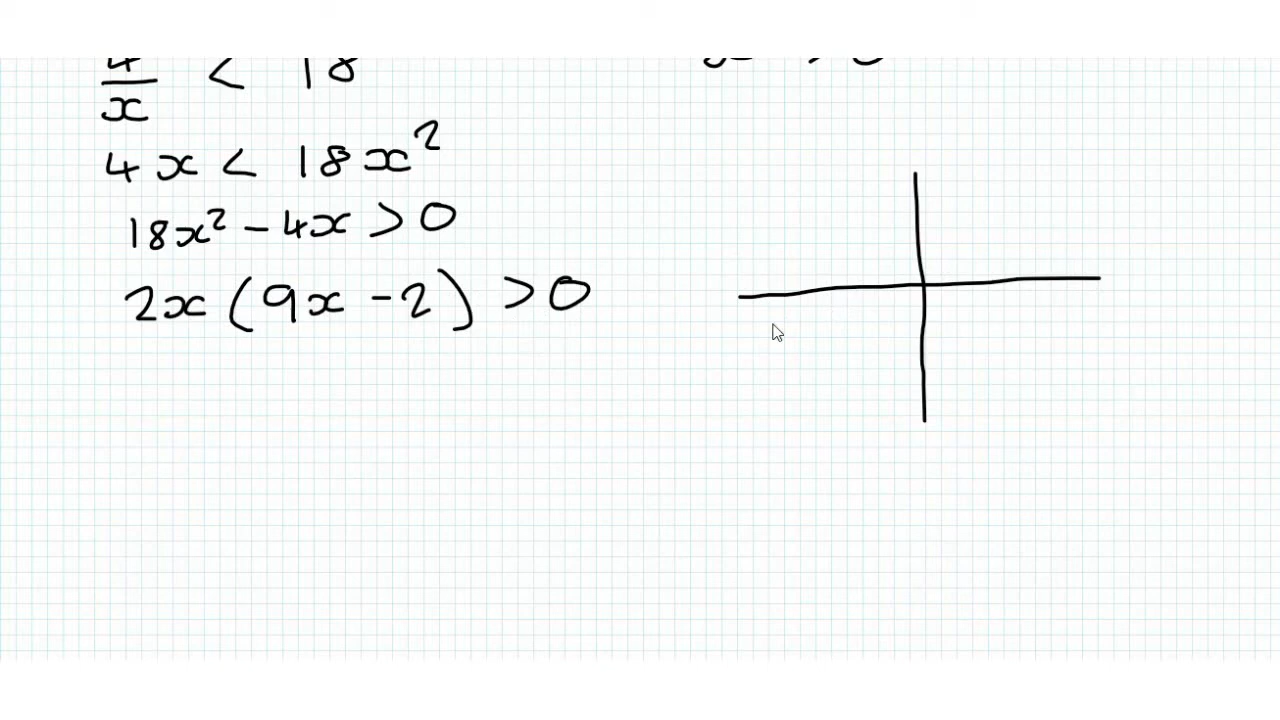 4/x < 18
4x < 18x²
18x² - 4x > 0
2x (9x - 2) > 0